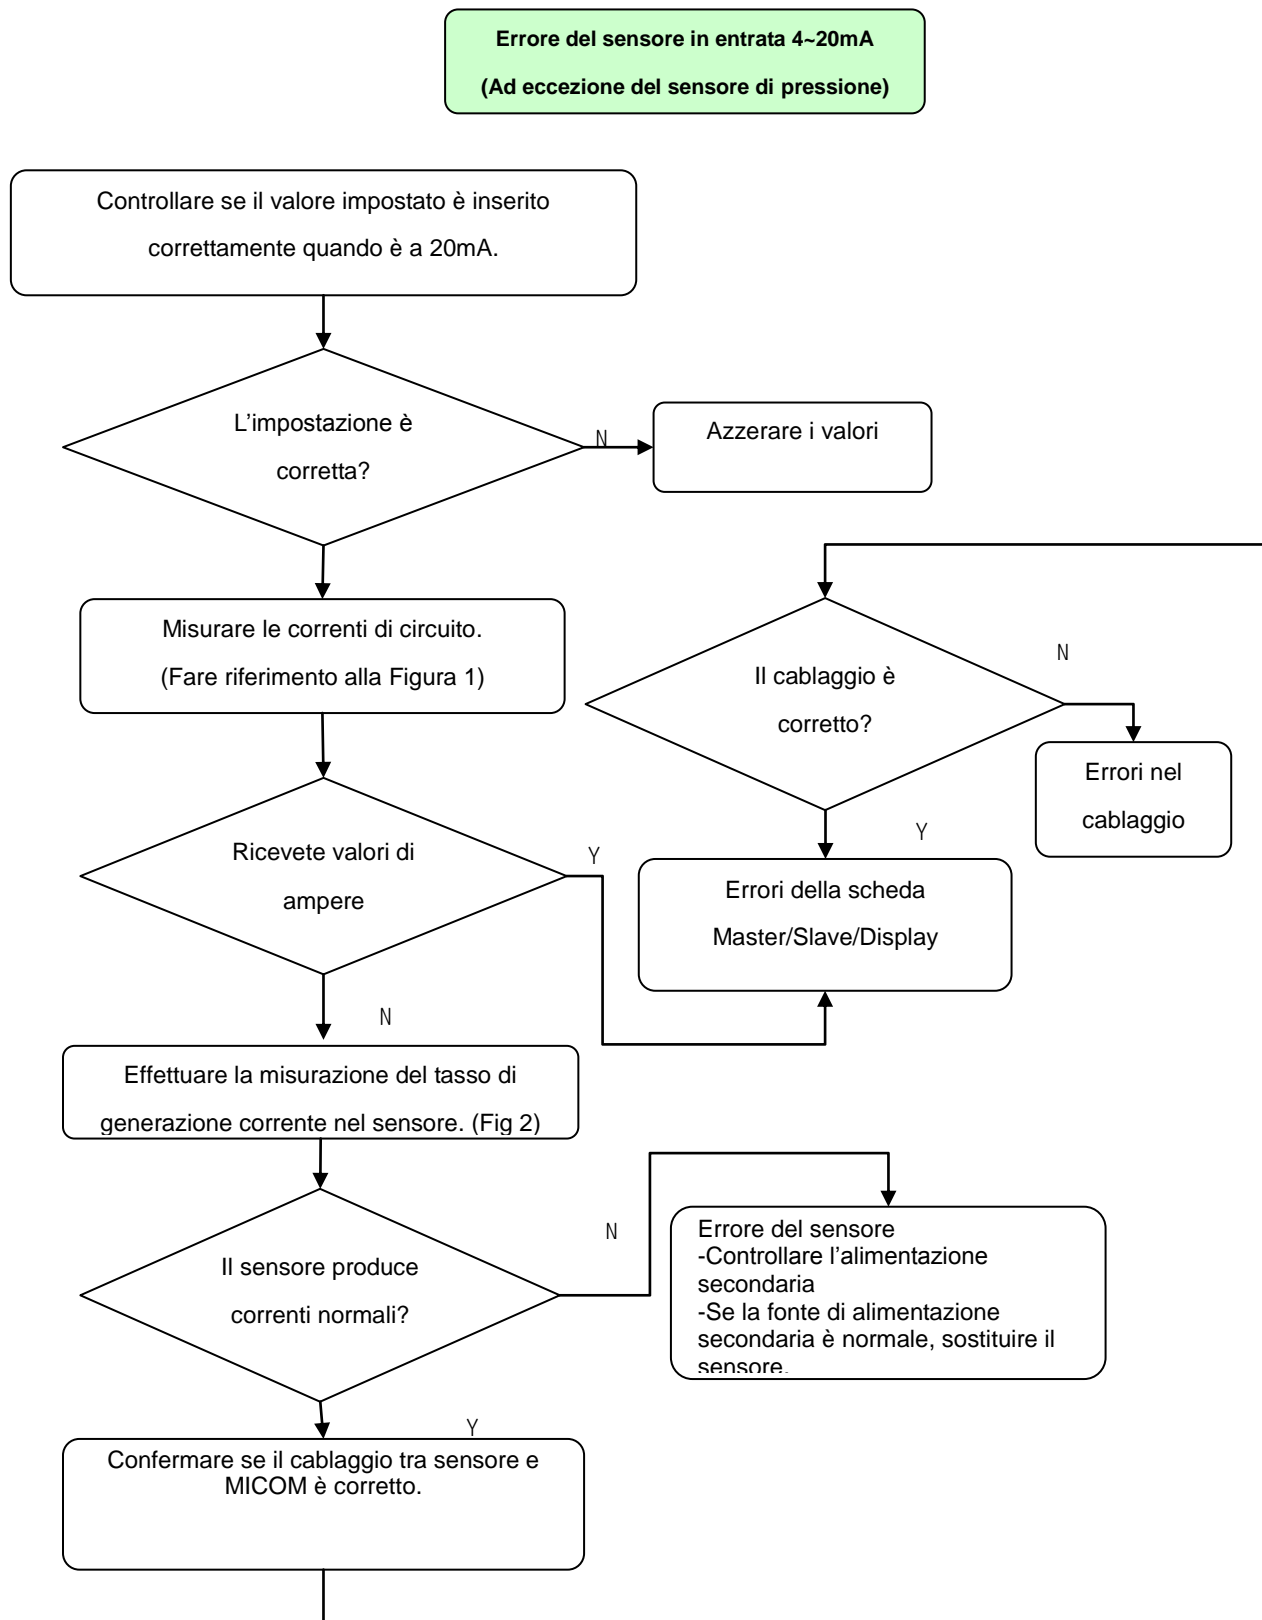 Errore del sensore in entrata 4~20mA
(Ad eccezione del sensore di pressione)
Controllare se il valore impostato è inserito
correttamente quando è a 20mA.
L’impostazione è
corretta?
N
Azzerare i valori
Misurare le correnti di circuito.
(Fare riferimento alla Figura 1)
Il cablaggio è
corretto?
N
Errori nel
cablaggio
Y
Ricevete valori di
ampere
Y
Errori della scheda
Master/Slave/Display
N
Effettuare la misurazione del tasso di
generazione corrente nel sensore. (Fig 2)
Il sensore produce
correnti normali?
N
Errore del sensore
-Controllare l’alimentazione
secondaria
-Se la fonte di alimentazione
secondaria è normale, sostituire il
sensore.
Y
Confermare se il cablaggio tra sensore e
MICOM è corretto.